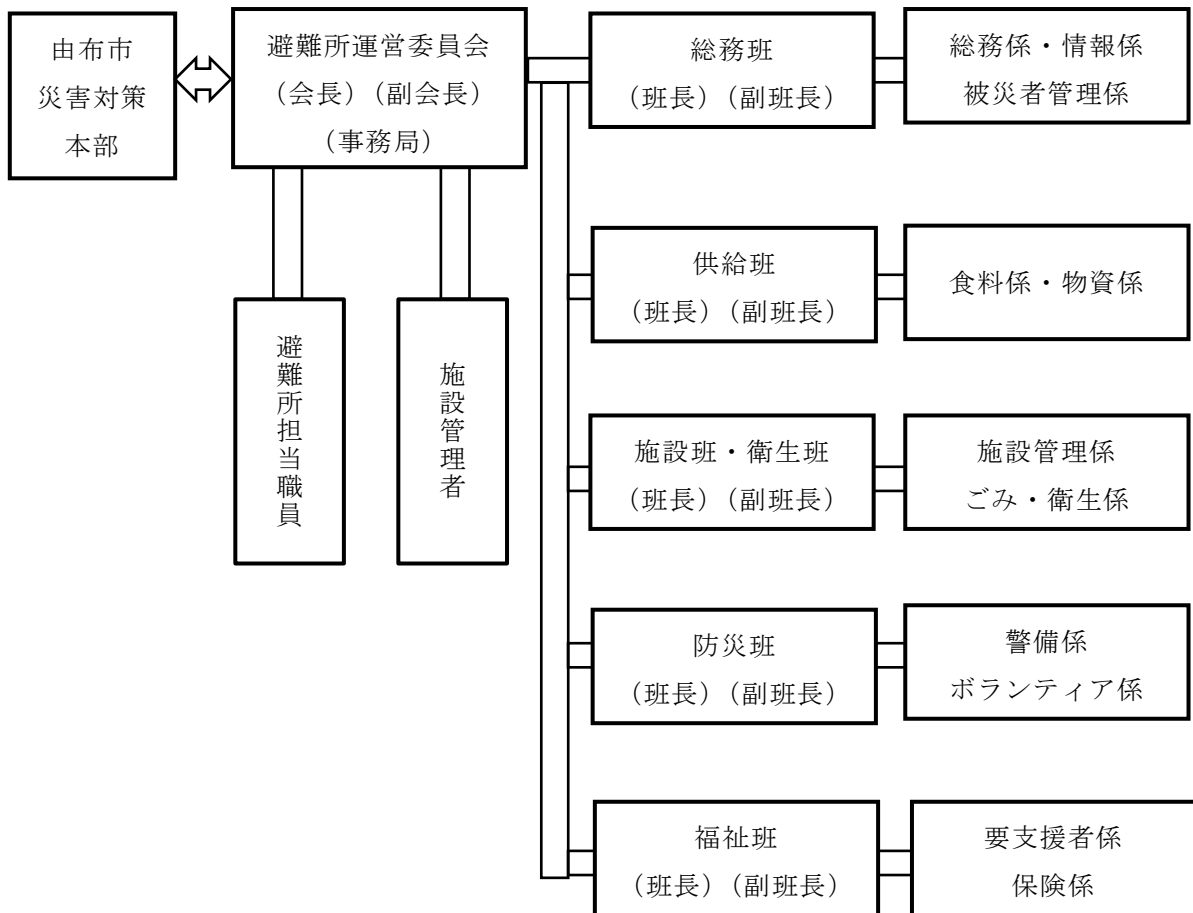 由布市
災害対策
本部
避難所運営委員会
（会長）（副会長）
（事務局）
総務班
（班長）（副班長）
総務係・情報係
被災者管理係
供給班
（班長）（副班長）
食料係・物資係
避難所担当職員
施設管理者
施設班・衛生班
（班長）（副班長）
施設管理係
ごみ・衛生係
防災班
（班長）（副班長）
警備係
ボランティア係
福祉班
（班長）（副班長）
要支援者係
保険係